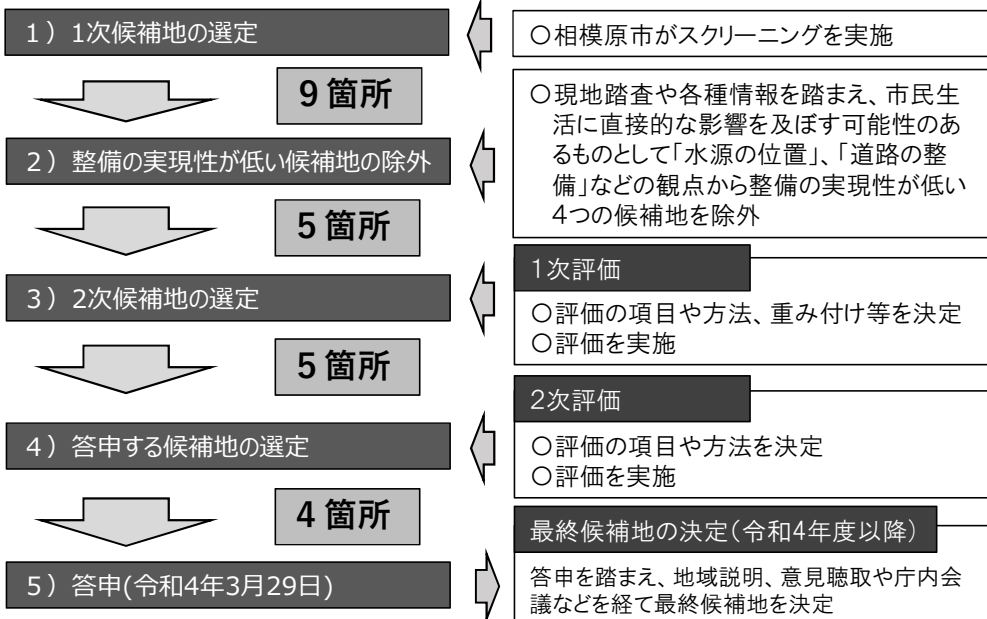 1）1次候補地の選定
〇相模原市がスクリーニングを実施
9箇所
〇現地踏査や各種情報を踏まえ、市民生
活に直接的な影響を及ぼす可能性のあ
るものとして「水源の位置」、「道路の整
備」などの観点から整備の実現性が低い
4つの候補地を除外
2）整備の実現性が低い候補地の除外
5箇所
1次評価
3）2次候補地の選定
〇評価の項目や方法、重み付け等を決定
〇評価を実施
5箇所
2次評価
4）答申する候補地の選定
〇評価の項目や方法を決定
〇評価を実施
4箇所
最終候補地の決定（令和4年度以降）
5）答申(令和4年3月29日)
答申を踏まえ、地域説明、意見聴取や庁内会
議などを経て最終候補地を決定